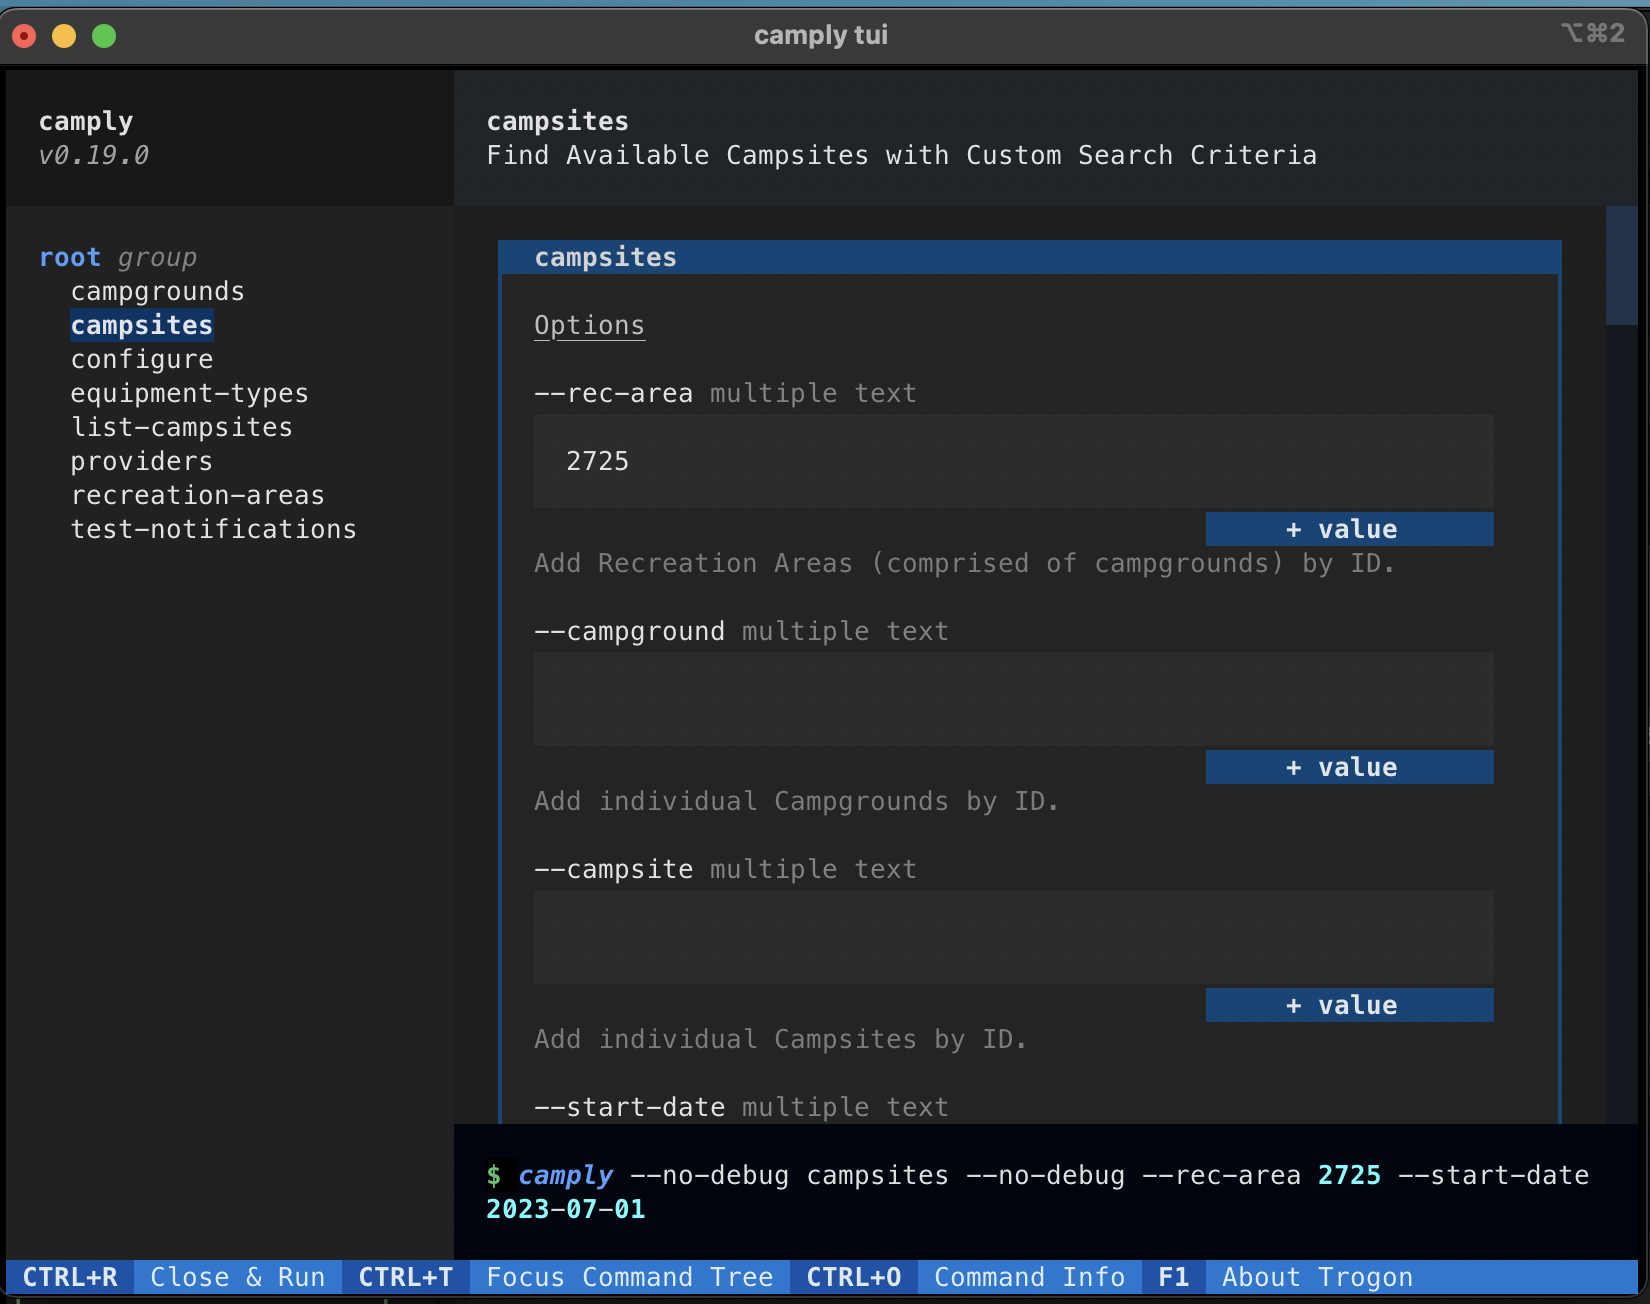 camply tui
⌥⌘2
camply
v0.19.0
campsites
Find Available Campsites with Custom Search Criteria
root group
campgrounds
campsites
configure
equipment-types
list-campsites
providers
recreation-areas
test-notifications
campsites
Options
--rec-area multiple text
2725
+ value
Add Recreation Areas (comprised of campgrounds) by ID.
--campground multiple text
+ value
Add individual Campgrounds by ID.
--campsite multiple text
+ value
Add individual Campsites by ID.
--start-date multiple text
$ camply --no-debug campsites --no-debug --rec-area 2725 --start-date
2023-07-01
CTRL+R Close & Run CTRL+T Focus Command Tree CTRL+O Command Info F1 About Trogon